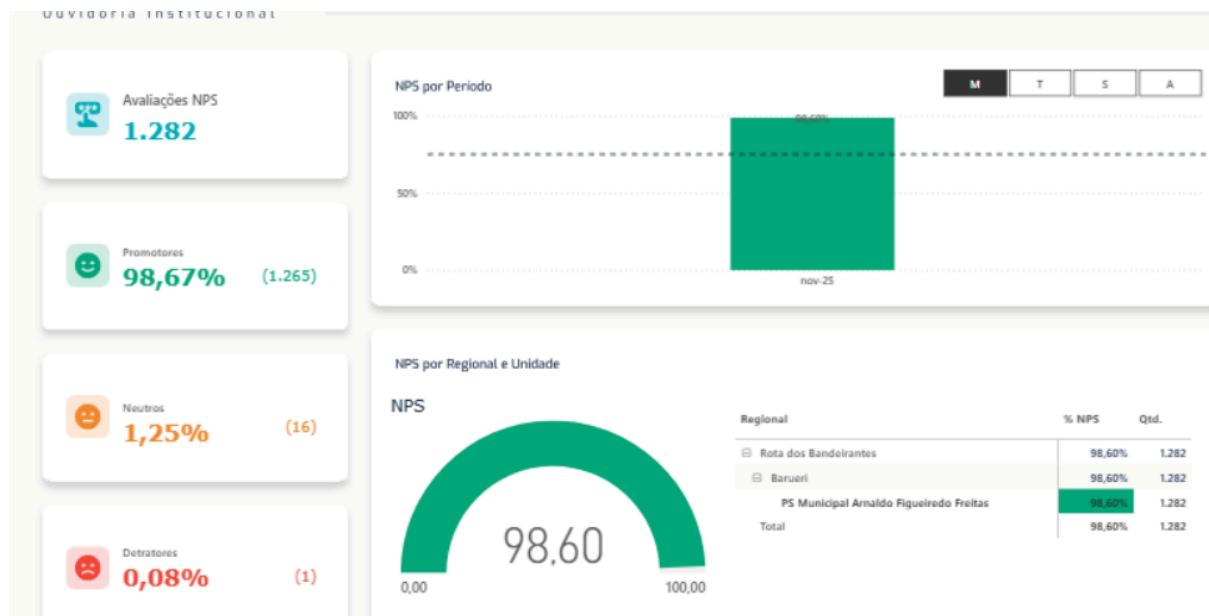 Ouvidoria Institucional
Avaliações NPS
1.282
Promotores
98,67% (1.265)
Neutros
1,25% (16)
Detratores
0,08% (1)
NPS por Período
M T S A
100%
98,60%
50%
0%
nov-25
NPS por Regional e Unidade
NPS
98,60
0,00 100,00
Regional % NPS Qtd.
Rota dos Bandeirantes 98,60% 1.282
Barueri 98,60% 1.282
PS Municipal Arnaldo Figueiredo Freitas 98,60% 1.282
Total 98,60% 1.282